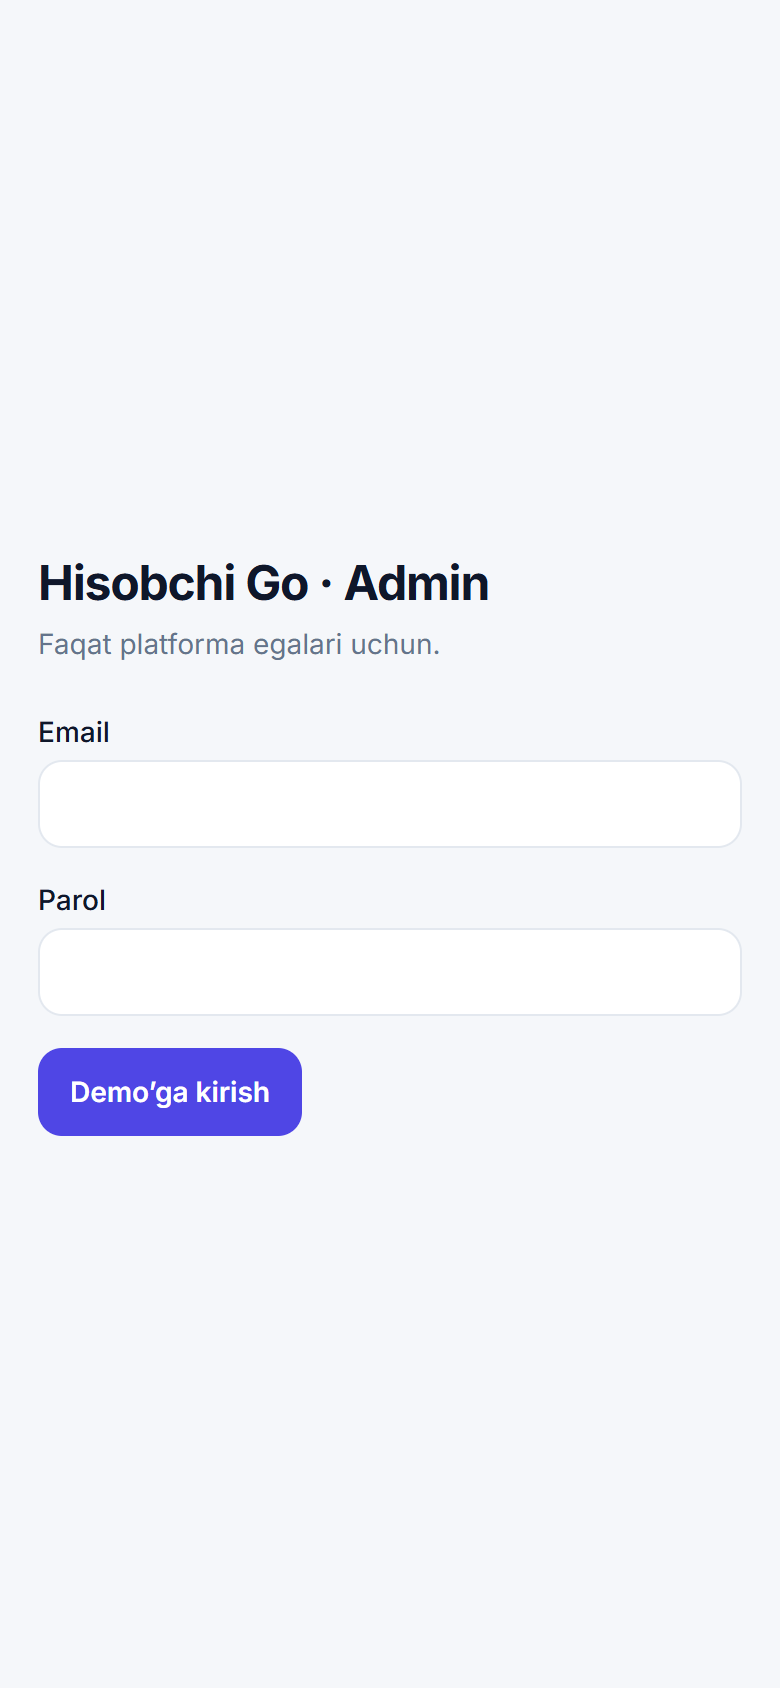 Hisobchi Go · Admin
Faqat platforma egalari uchun.
Email
Parol
Demo’ga kirish